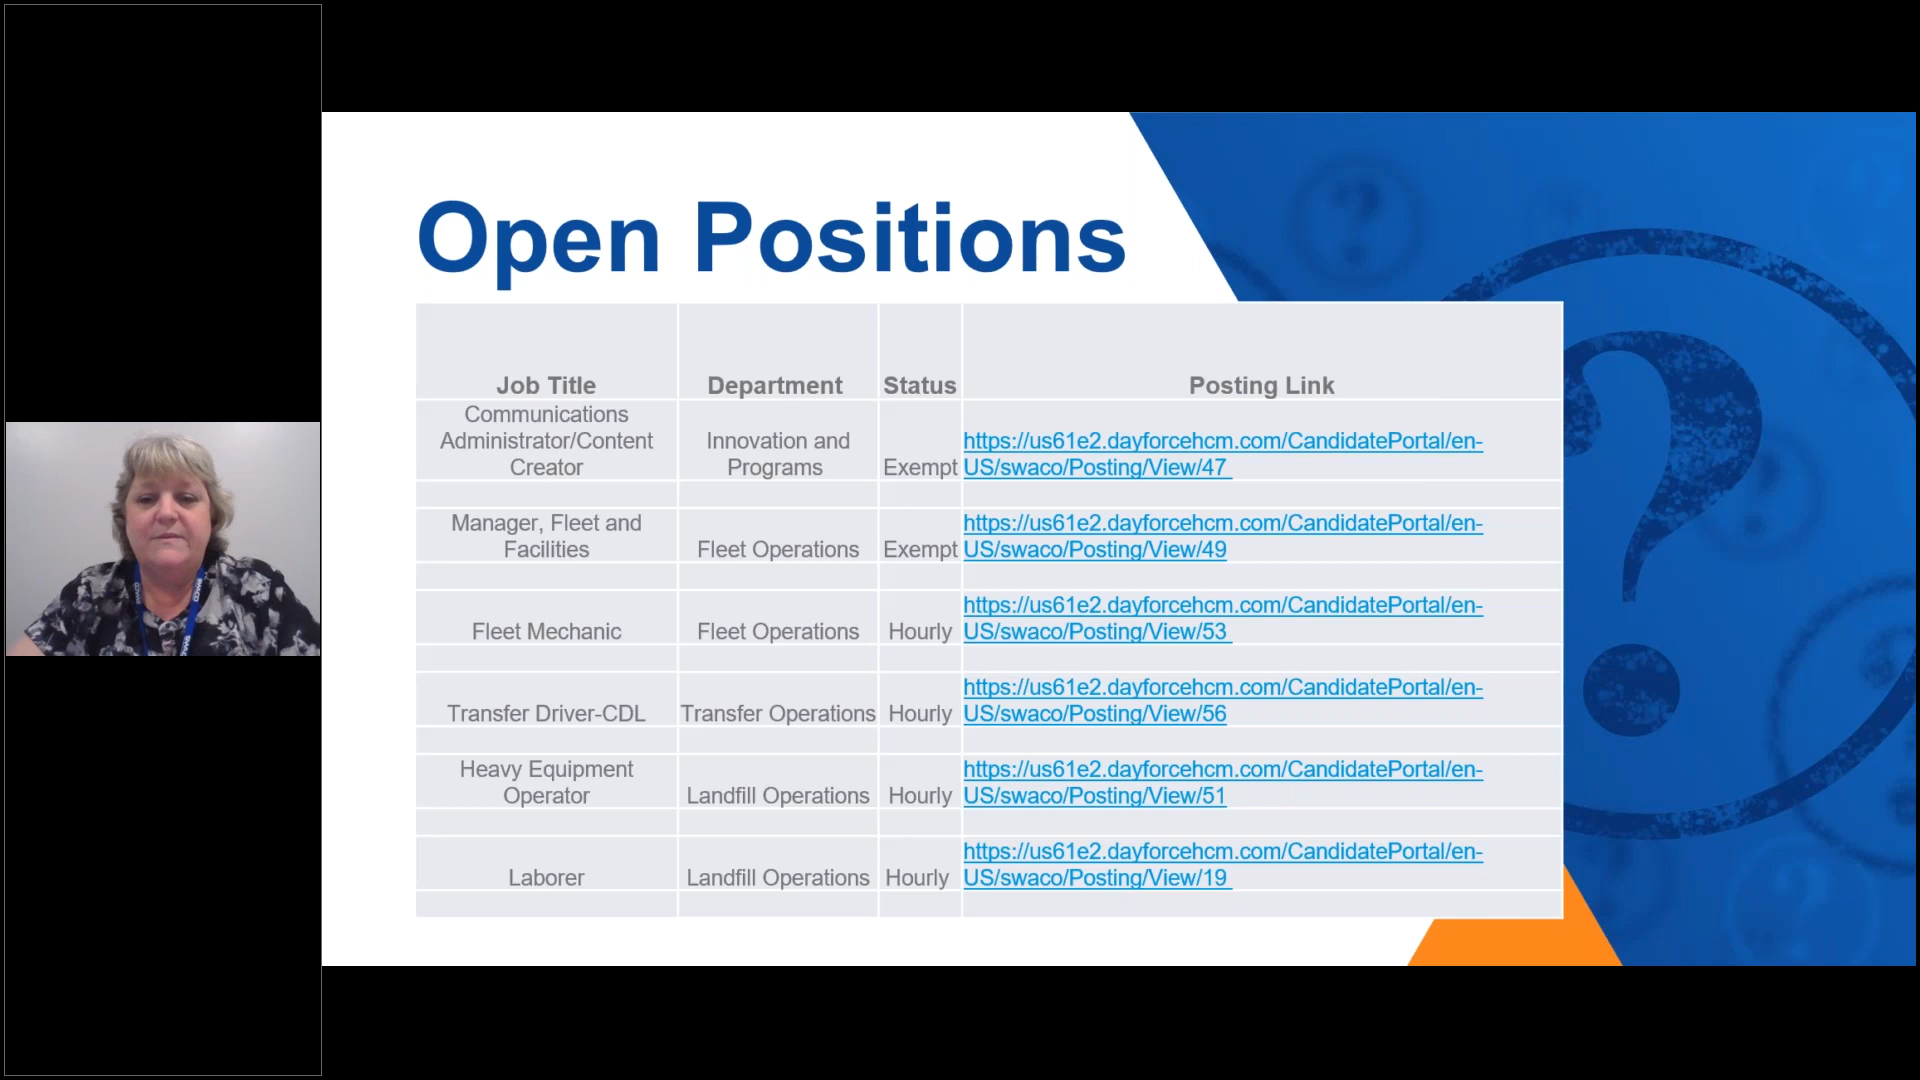 Open Positions
Job Title Department Status Posting Link
Communications
Administrator/Content
Creator
Innovation and
Programs
Exempt
https://us61e2.dayforcehcm.com/CandidatePortal/en-
US/swaco/Posting/View/47
Manager, Fleet and
Facilities
Fleet Operations
Exempt
https://us61e2.dayforcehcm.com/CandidatePortal/en-
US/swaco/Posting/View/49
Fleet Mechanic
Fleet Operations
Hourly
https://us61e2.dayforcehcm.com/CandidatePortal/en-
US/swaco/Posting/View/53
Transfer Driver-CDL
Transfer Operations
Hourly
https://us61e2.dayforcehcm.com/CandidatePortal/en-
US/swaco/Posting/View/56
Heavy Equipment
Operator
Landfill Operations
Hourly
https://us61e2.dayforcehcm.com/CandidatePortal/en-
US/swaco/Posting/View/51
Laborer
Landfill Operations
Hourly
https://us61e2.dayforcehcm.com/CandidatePortal/en-
US/swaco/Posting/View/19
SWACO